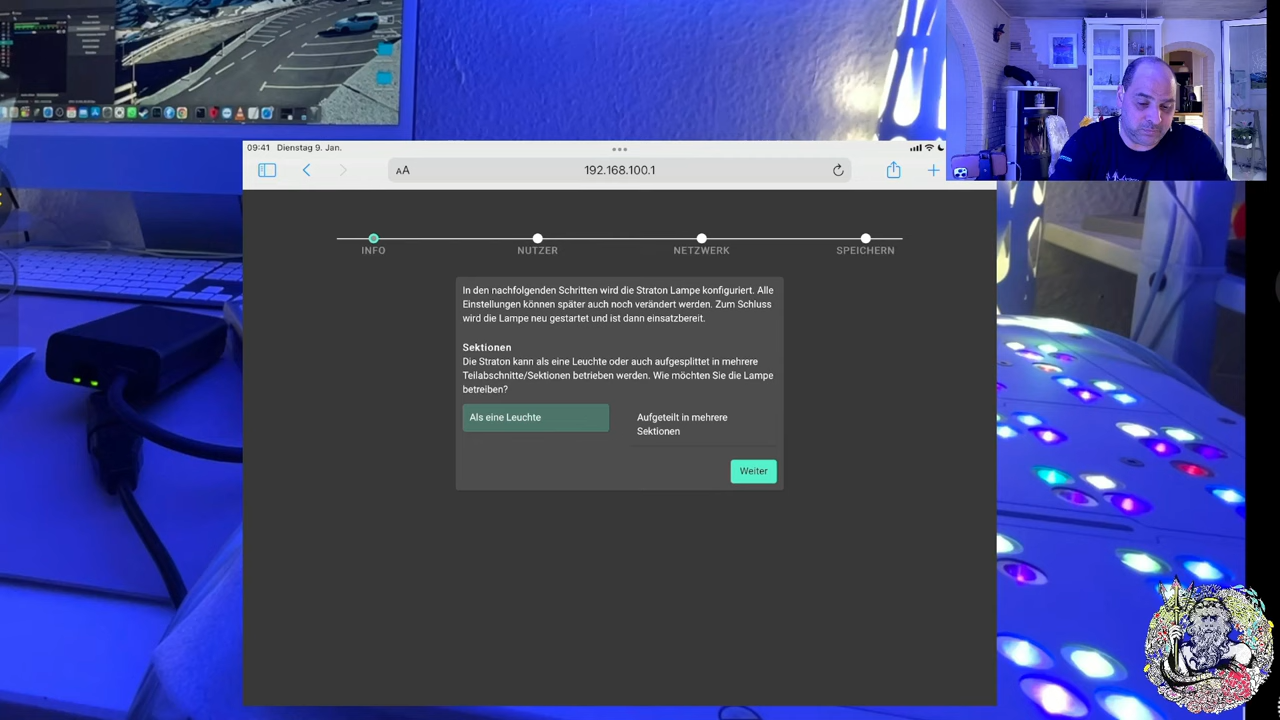 09:41 Dienstag 9. Jan.
AA
192.168.100.1
INFO
NUTZER
NETZWERK
SPEICHERN
In den nachfolgenden Schritten wird die Straton Lampe konfiguriert. Alle
Einstellungen können später auch noch verändert werden. Zum Schluss
wird die Lampe neu gestartet und ist dann einsatzbereit.
Sektionen
Die Straton kann als eine Leuchte oder auch aufgesplittet in mehrere
Teilabschnitte/Sektionen betrieben werden. Wie möchten Sie die Lampe
betreiben?
Als eine Leuchte
Aufgeteilt in mehrere
Sektionen
Weiter